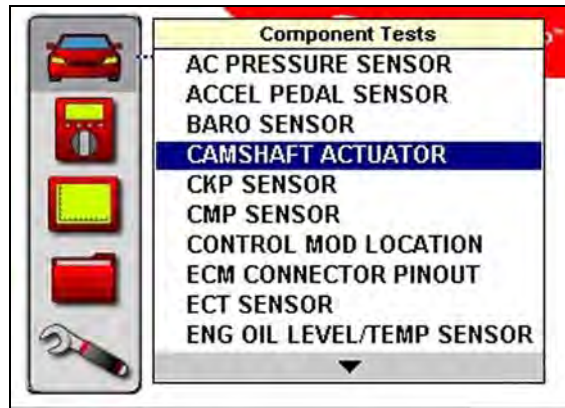 Component Tests
AC PRESSURE SENSOR
ACCEL PEDAL SENSOR
BARO SENSOR
CAMSHAFT ACTUATOR
CKP SENSOR
CMP SENSOR
CONTROL MOD LOCATION
ECM CONNECTOR PINOUT
ECT SENSOR
ENG OIL LEVEL/TEMP SENSOR